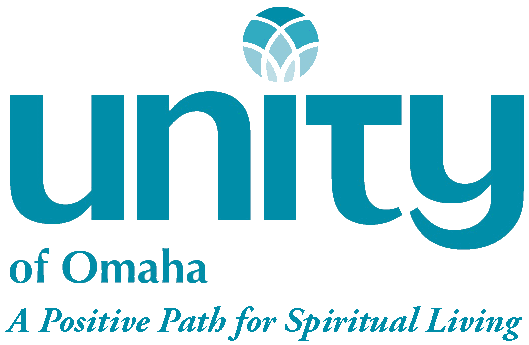 unity
of Omaha
A Positive Path for Spiritual Living